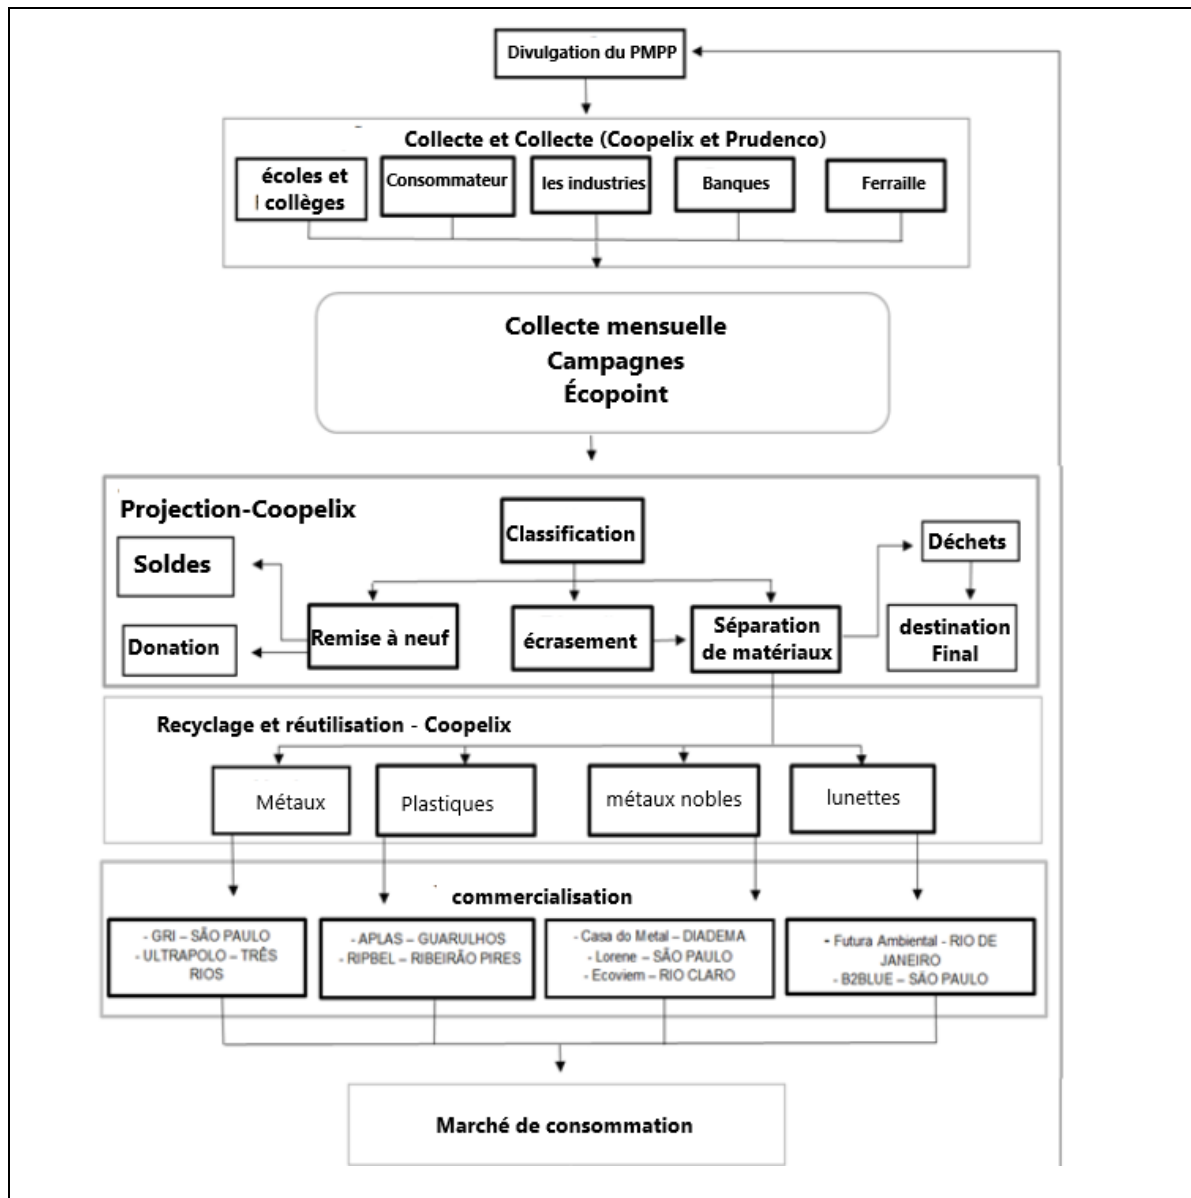 Divulgation du PMPP
Collecte et Collecte (Coopelix et Prudenco)
écoles et
collèges
Consommateur
les industries
Banques
Ferraille
Collecte mensuelle
Campagnes
Écopoint
Projection-Coopelix
Classification
Soldes
Donation
Remise à neuf
écrasement
Séparation
de matériaux
Déchets
destination
Final
Recyclage et réutilisation - Coopelix
Métaux
Plastiques
métaux nobles
lunettes
commercialisation
- GRI – SÃO PAULO
- ULTRAPOLO – TRÊS
RIOS
- APLAS – GUARULHOS
- RIPBEL – RIBEIRÃO PIRES
- Casa do Metal – DIADEMA
- Lorene – SÃO PAULO
- Ecoviem – RIO CLARO
- Futura Ambiental - RIO DE
JANEIRO
- B2BLUE – SÃO PAULO
Marché de consommation